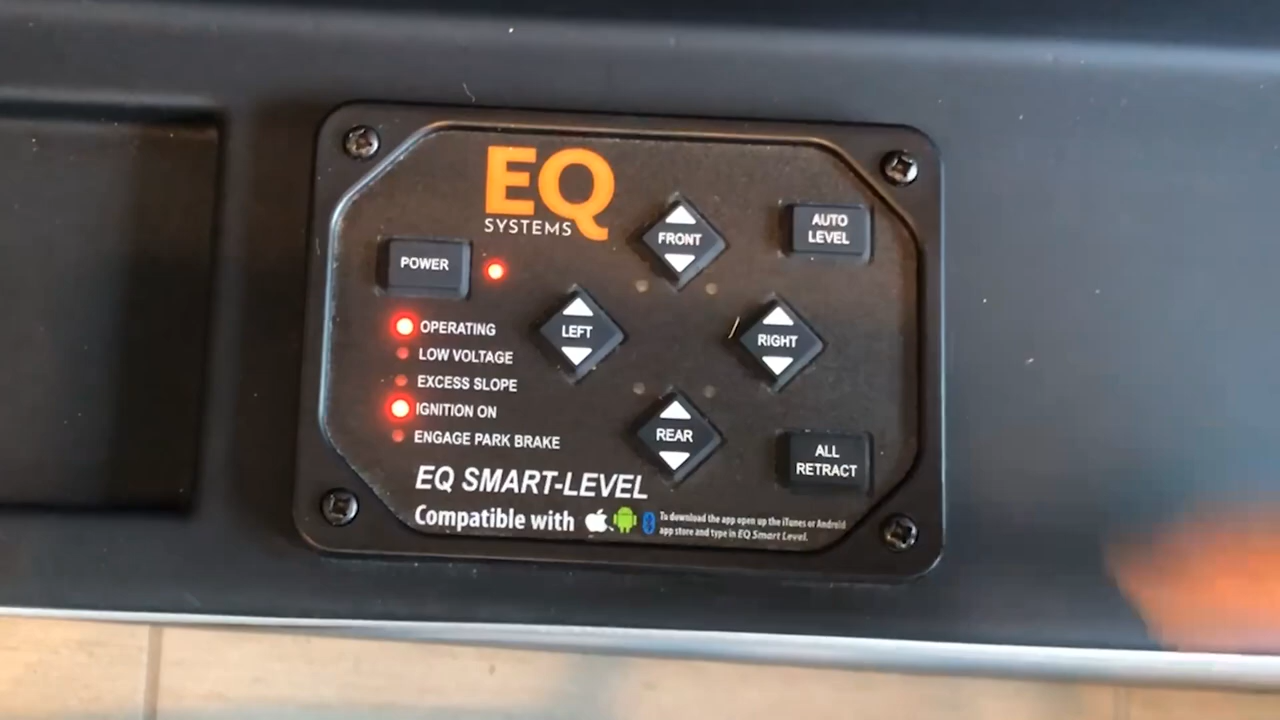 EQ
SYSTEMS
FRONT
AUTO
LEVEL
POWER
LEFT
RIGHT
OPERATING
LOW VOLTAGE
EXCESS SLOPE
IGNITION ON
ENGAGE PARK BRAKE
REAR
ALL
RETRACT
EQ SMART-LEVEL
Compatible with
To download the app open up the iTunes or Android
app store and type in EQ Smart Level.